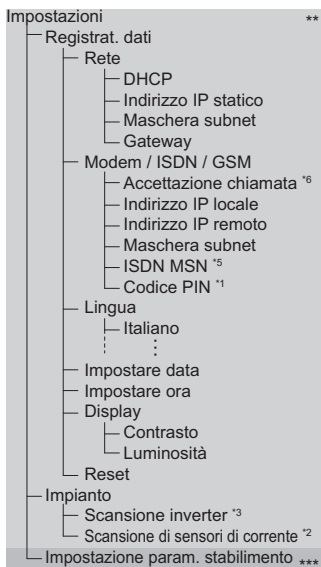 Impostazioni **
Registrat. dati
Rete
DHCP
Indirizzo IP statico
Maschera subnet
Gateway
Modem / ISDN / GSM
Accettazione chiamata *6
Indirizzo IP locale
Indirizzo IP remoto
Maschera subnet
ISDN MSN *5
Codice PIN *1
Lingua
Italiano
Impostare data
Impostare ora
Display
Contrasto
Luminosità
Reset
Impianto
Scansione inverter *3
Scansione di sensori di corrente *2
Impostazione param. stabilimento ***